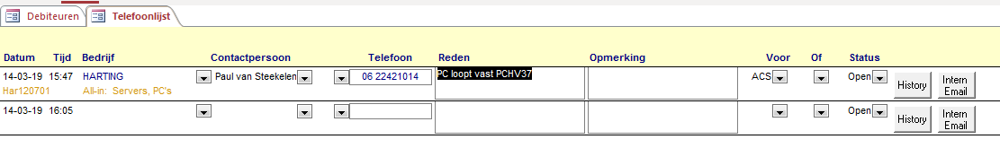 Debiteuren Telefoonlijst
Datum Tijd Bedrijf Contactpersoon Telefoon Reden Opmerking Voor Of Status
14-03-19 15:47 HARTING Paul van Steekelen 06 22421014 PC loopt vast PCHV37 ACS Open History Intern Email
Har120701 All-in: Servers, PC's
14-03-19 16:05 Open History Intern Email